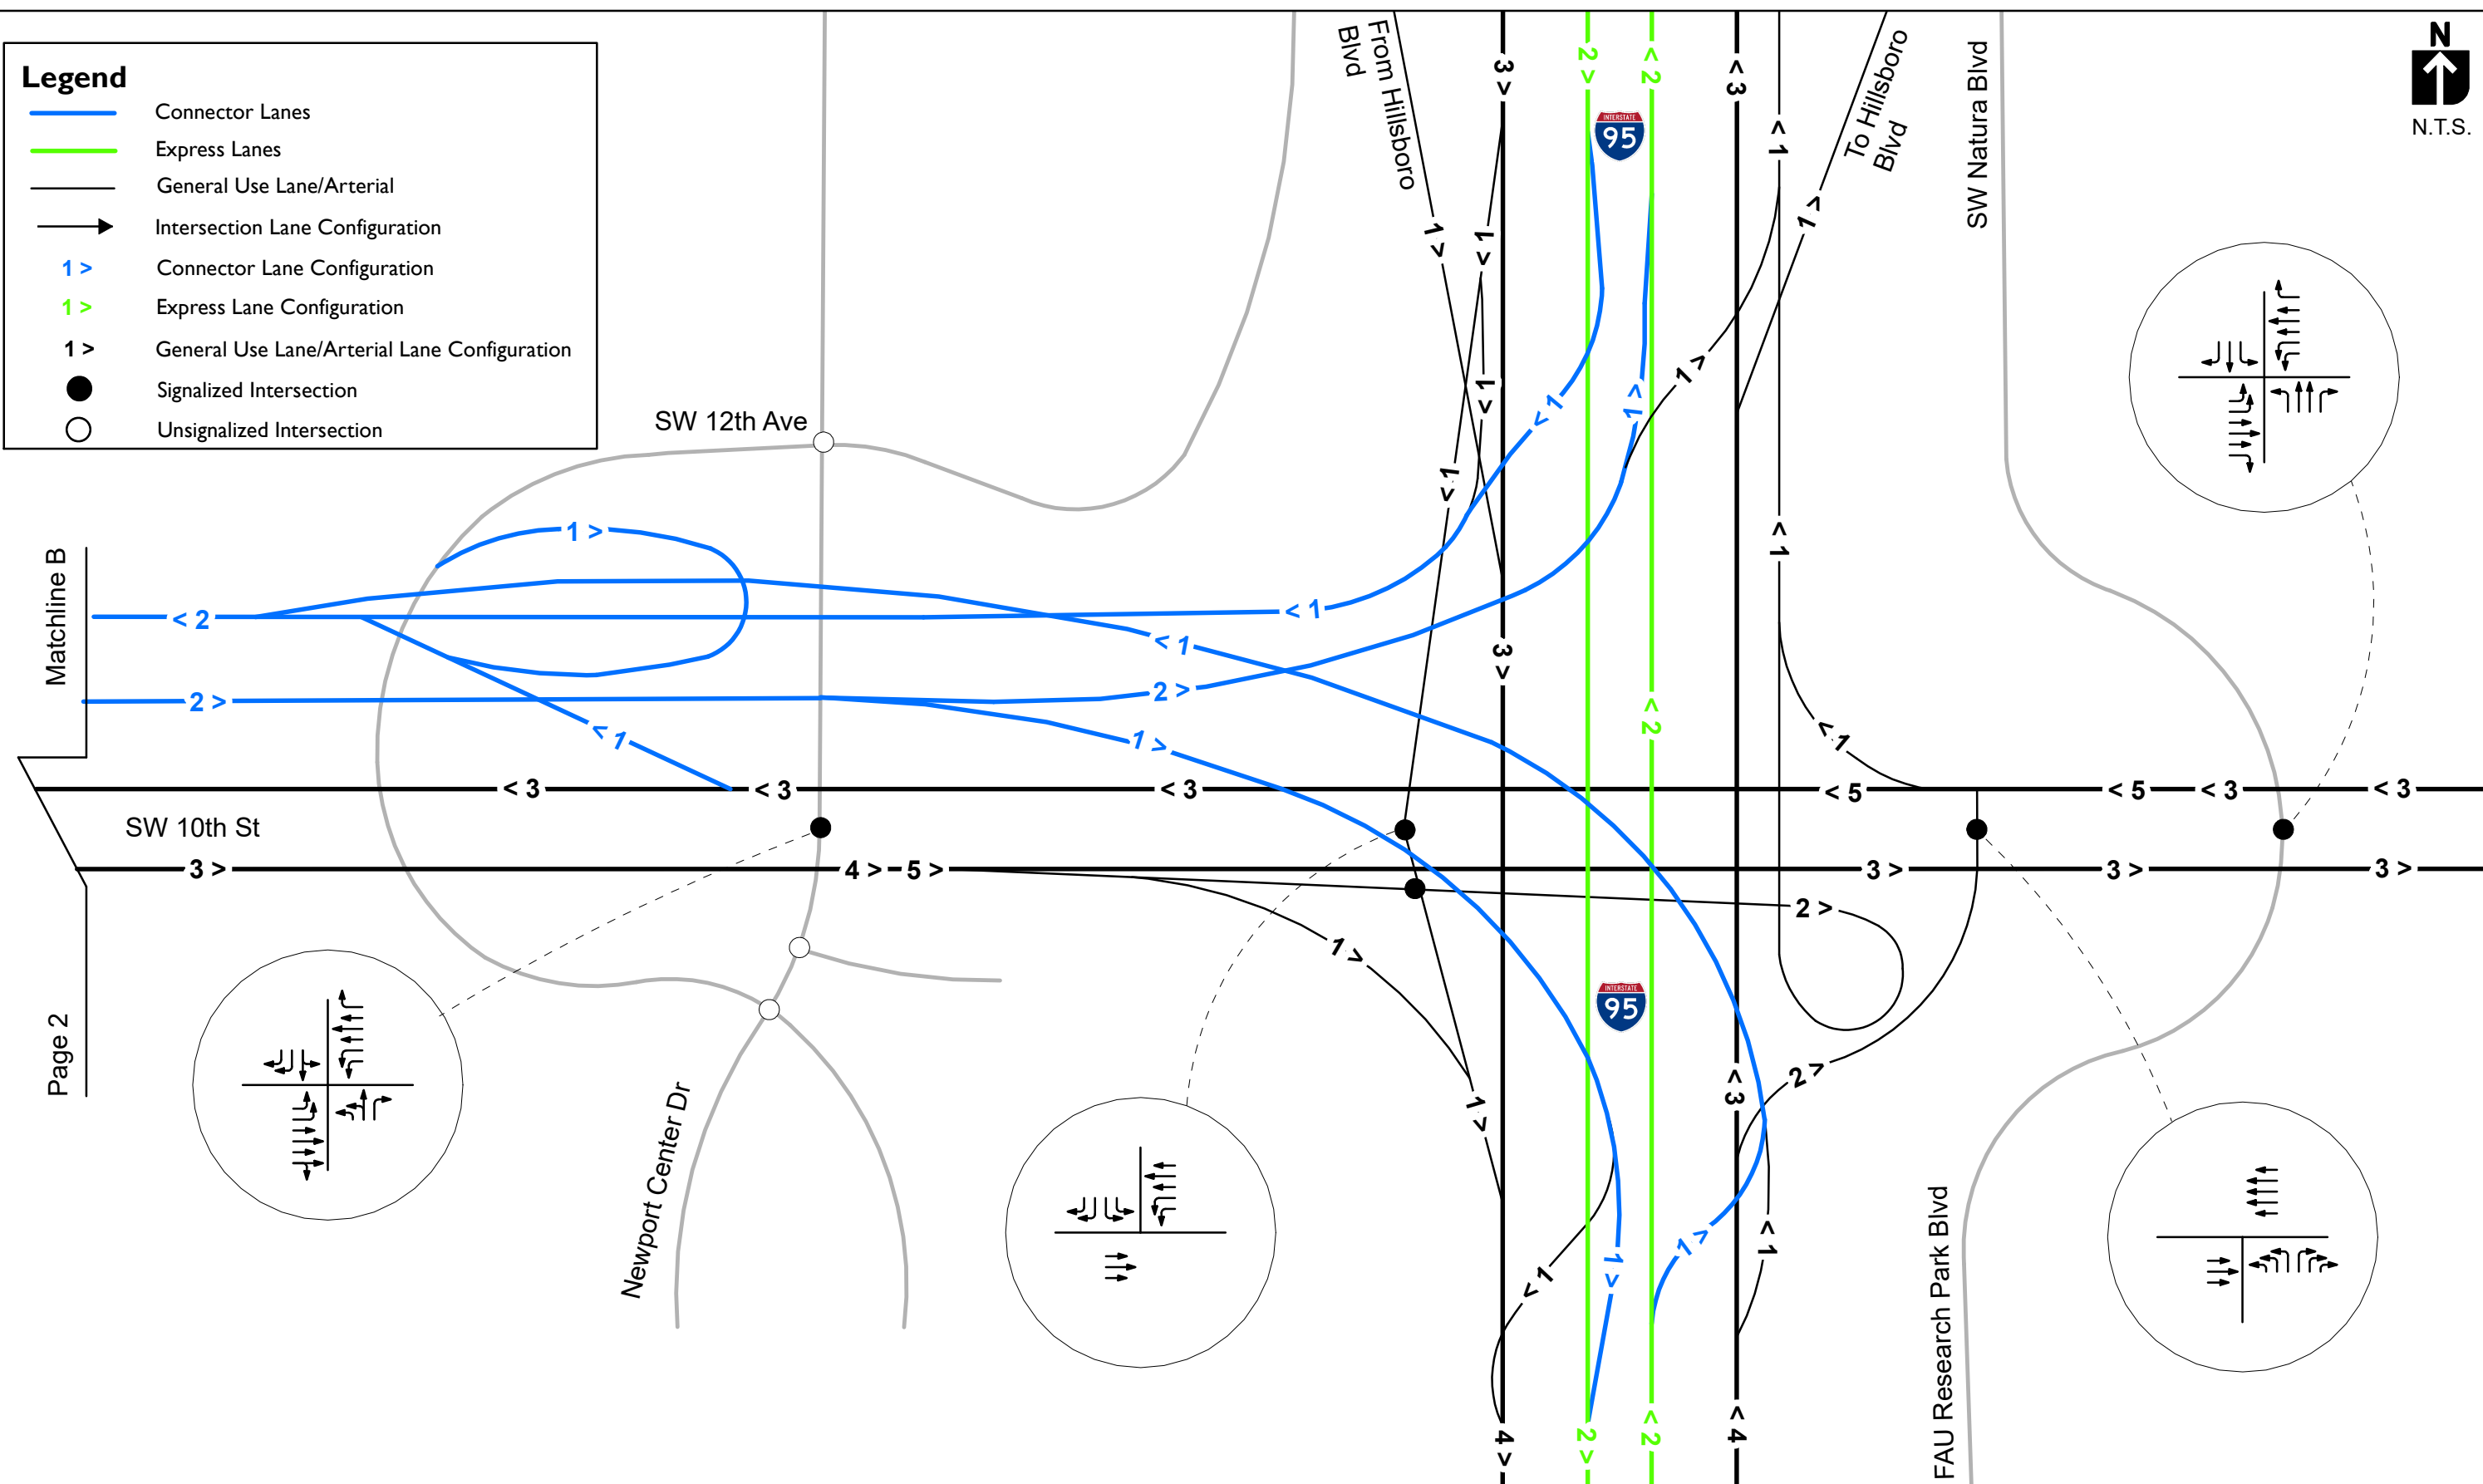 Legend
Connector Lanes
Express Lanes
General Use Lane/Arterial
Intersection Lane Configuration
1 > Connector Lane Configuration
1 > Express Lane Configuration
1 > General Use Lane/Arterial Lane Configuration
Signalized Intersection
Unsignalized Intersection
From Hillsboro
Blvd
3 >
2 >
< 2
< 3
INTERSTATE
95
< 1
To Hillsboro
Blvd
SW Natura Blvd
N
N.T.S.
1 >
1 >
1 >
1 >
SW 12th Ave
< 1
1 >
1 >
1 >
< 1
Matchline B
1 >
< 2
< 1
< 1
3 >
2 >
2 >
< 2
< 1
1 >
< 1
< 3
< 3
< 3
< 5
< 5
< 3
< 3
SW 10th St
3 >
4 >
5 >
3 >
3 >
3 >
2 >
1 >
INTERSTATE
95
Page 2
Newport Center Dr
1 >
< 3
2 >
1 >
1 >
< 1
< 1
FAU Research Park Blvd
4 >
2 >
< 2
< 4